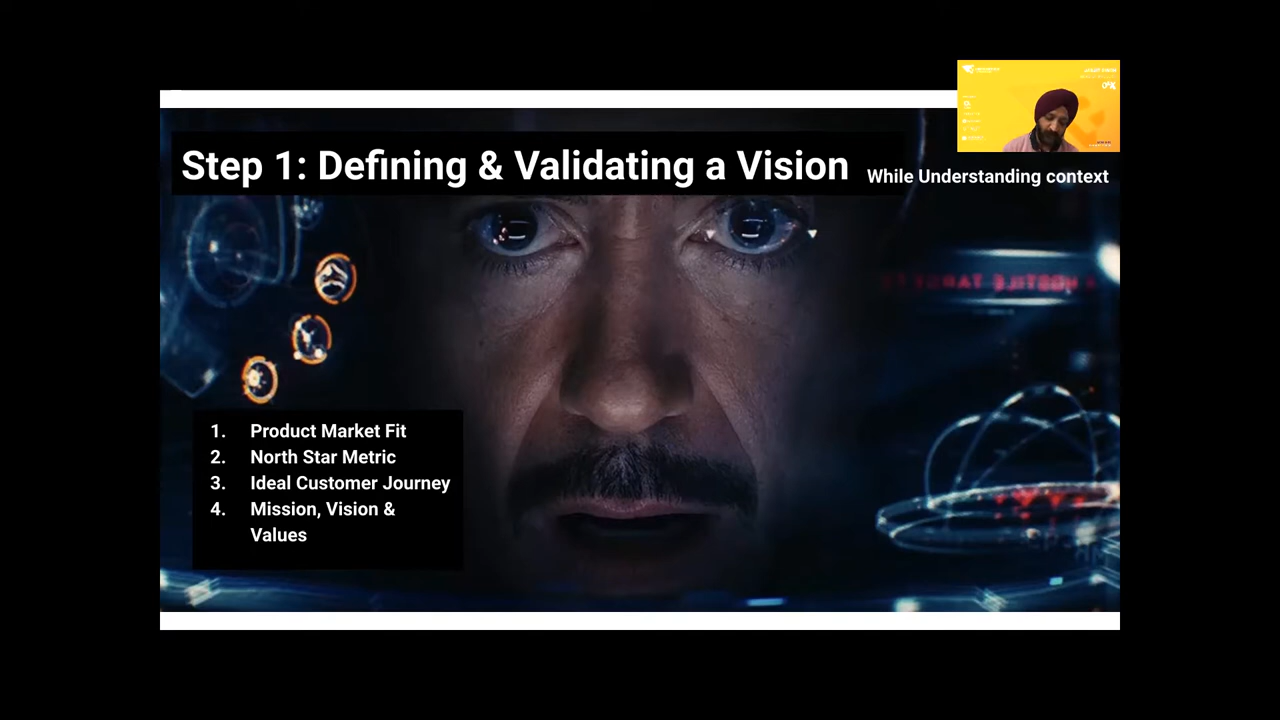 Step 1: Defining & Validating a Vision
While Understanding context
1. Product Market Fit
2. North Star Metric
3. Ideal Customer Journey
4. Mission, Vision &
Values